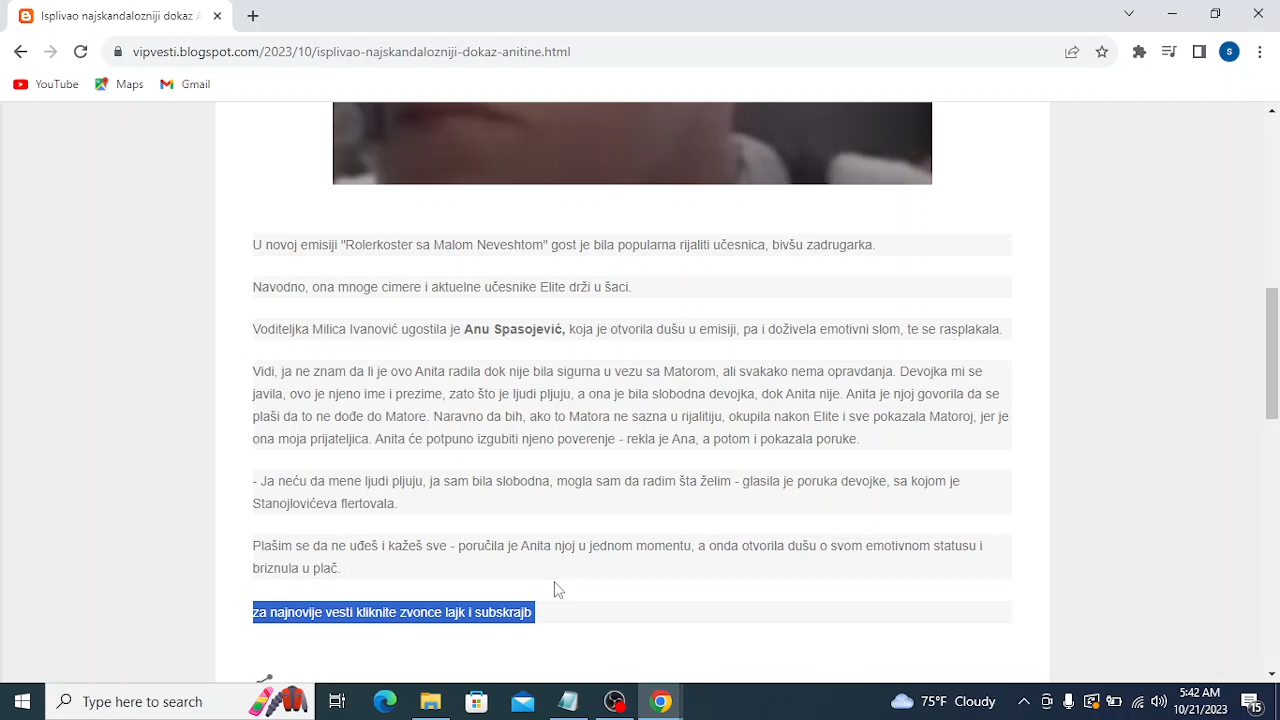 Isplivao najskandalozniji dokaz A
vipvesti.blogspot.com/2023/10/isplivao-najskandalozniji-dokaz-anitine.html
S
YouTube
Maps
Gmail
U novoj emisiji "Rolerkoster sa Malom Neveshtom" gost je bila popularna rijaliti učesnica, bivšu zadrugarka.
Navodno, ona mnoge cimere i aktuelne učesnike Elite drži u šaci.
Voditeljka Milica Ivanović ugostila je Anu Spasojević, koja je otvorila dušu u emisiji, pa i doživela emotivni slom, te se rasplakala.
Vidi, ja ne znam da li je ovo Anita radila dok nije bila sigurna u vezu sa Matorom, ali svakako nema opravdanja. Devojka mi se
javila, ovo je njeno ime i prezime, zato što je ljudi pljuju, a ona je bila slobodna devojka, dok Anita nije. Anita je njoj govorila da se
plaši da to ne dođe do Matore. Naravno da bih, ako to Matora ne sazna u rijalitiju, okupila nakon Elite i sve pokazala Matoroj, jer je
ona moja prijateljica. Anita će potpuno izgubiti njeno poverenje - rekla je Ana, a potom i pokazala poruke.
- Ja neću da mene ljudi pljuju, ja sam bila slobodna, mogla sam da radim šta želim - glasila je poruka devojke, sa kojom je
Stanojlovićeva flertovala.
Plašim se da ne uđeš i kažeš sve - poručila je Anita njoj u jednom momentu, a onda otvorila dušu o svom emotivnom statusu i
briznula u plač.
za najnovije vesti kliknite zvonce lajk i subskrajb
Type here to search
75°F Cloudy
5:42 AM
10/21/2023
15